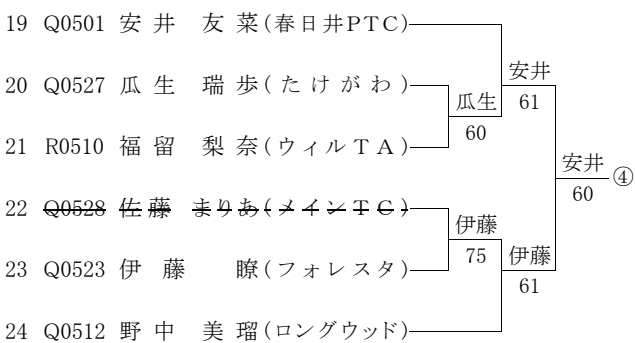 19 Q0501 安井 友菜(春日井PTC)
安井
20 Q0527 瓜生 瑞歩(たけがわ)
瓜生 61
60
21 R0510 福留 梨奈(ウィルTA)
安井
④
60
22 Q0528 佐藤 まりあ(メインTC)
伊藤
75 伊藤
23 Q0523 伊藤 瞭(フォレスタ)
61
24 Q0512 野中 美瑠(ロングウッド)